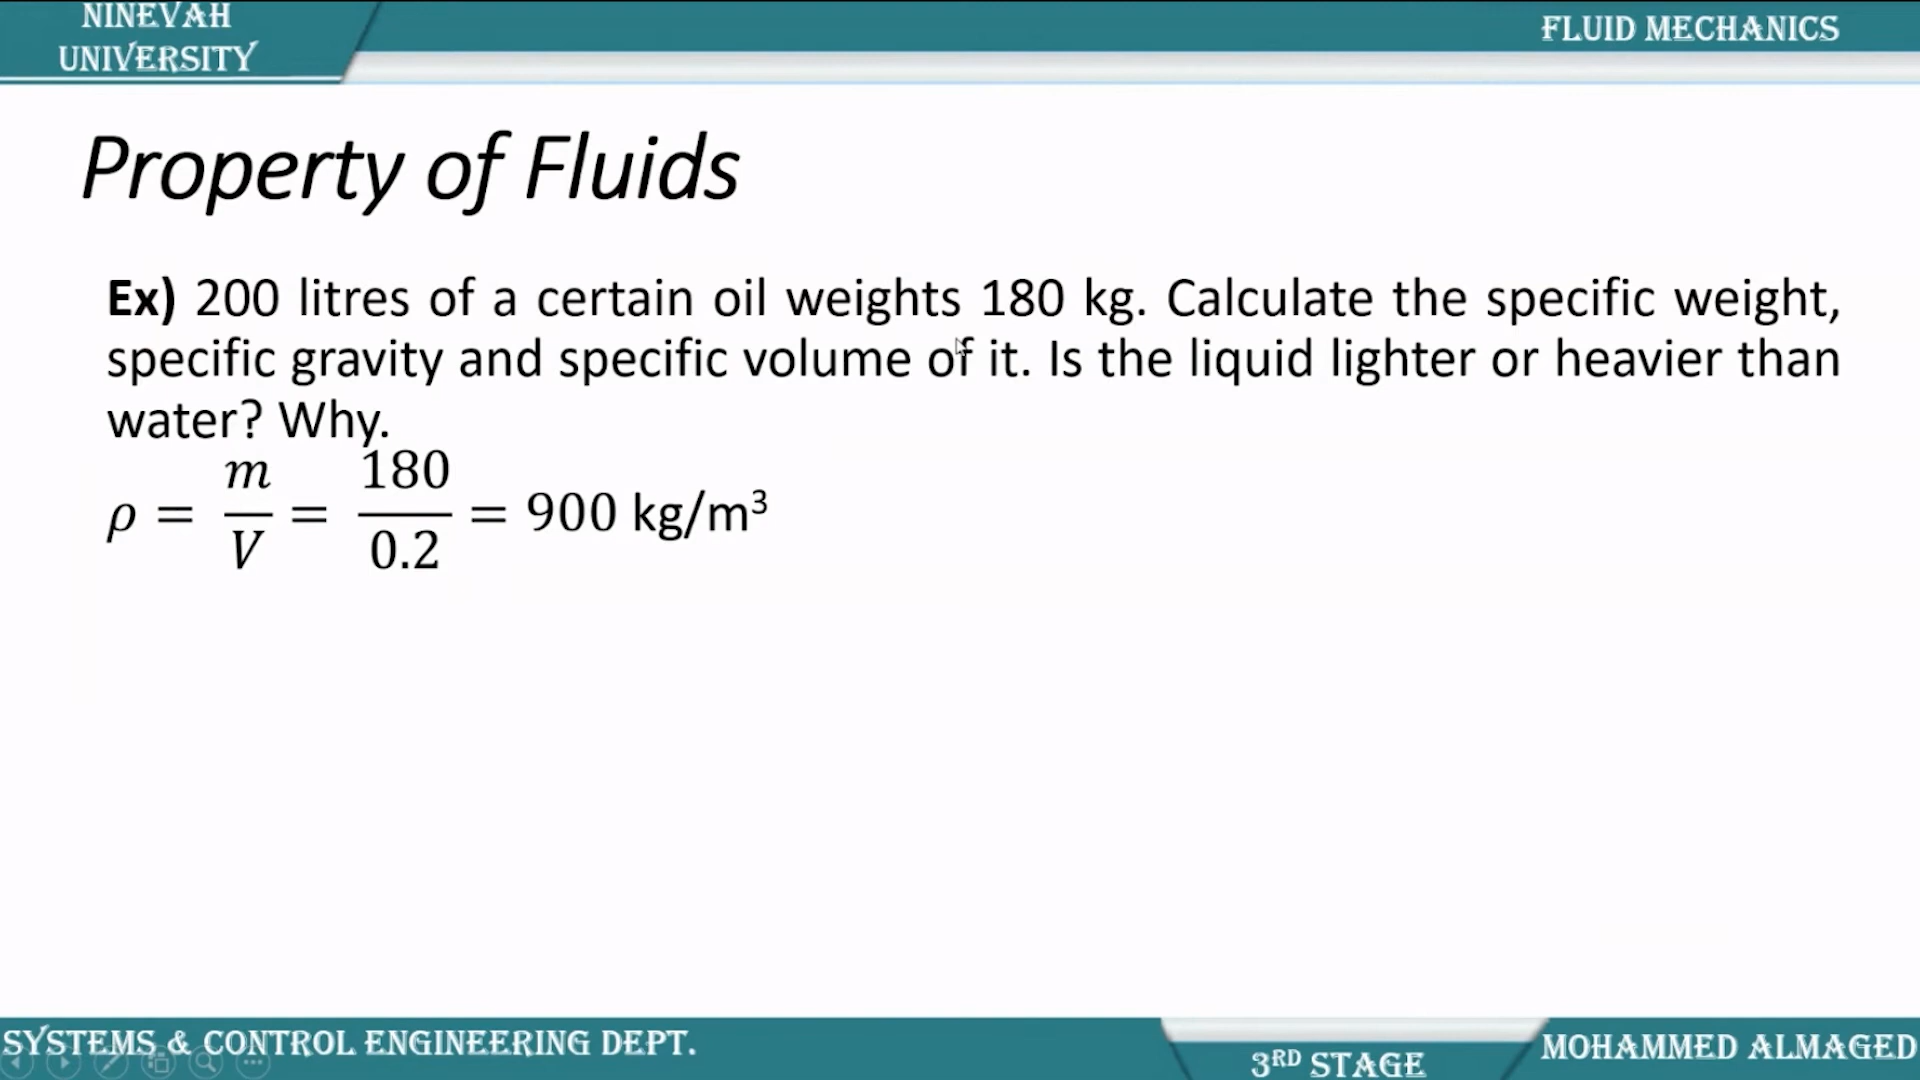 NINEVAH
UNIVERSITY
FLUID MECHANICS
Property of Fluids
Ex) 200 litres of a certain oil weights 180 kg. Calculate the specific weight,
specific gravity and specific volume of it. Is the liquid lighter or heavier than
water? Why.
ρ = m/V = 180/0.2 = 900 kg/m³
SYSTEMS & CONTROL ENGINEERING DEPT.
3RD STAGE
MOHAMMED ALMAGED